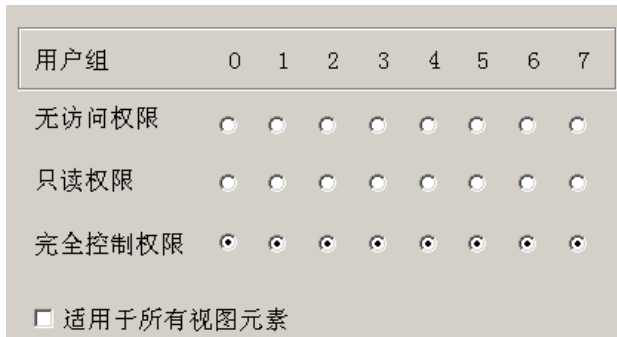 用户组 0 1 2 3 4 5 6 7
无访问权限
只读权限
完全控制权限
适用于所有视图元素